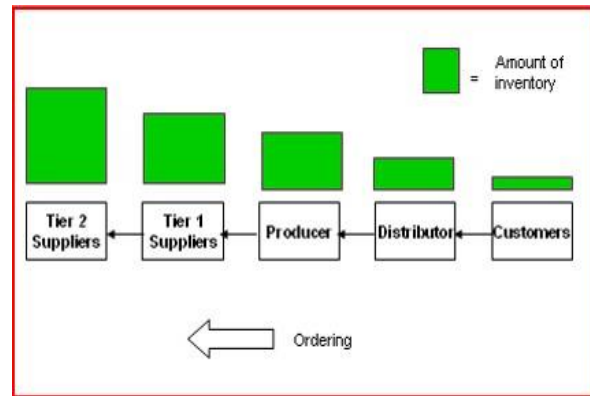 Amount of
= inventory
Tier 2
Suppliers
Tier 1
Suppliers
Producer
Distributor
Customers
Ordering